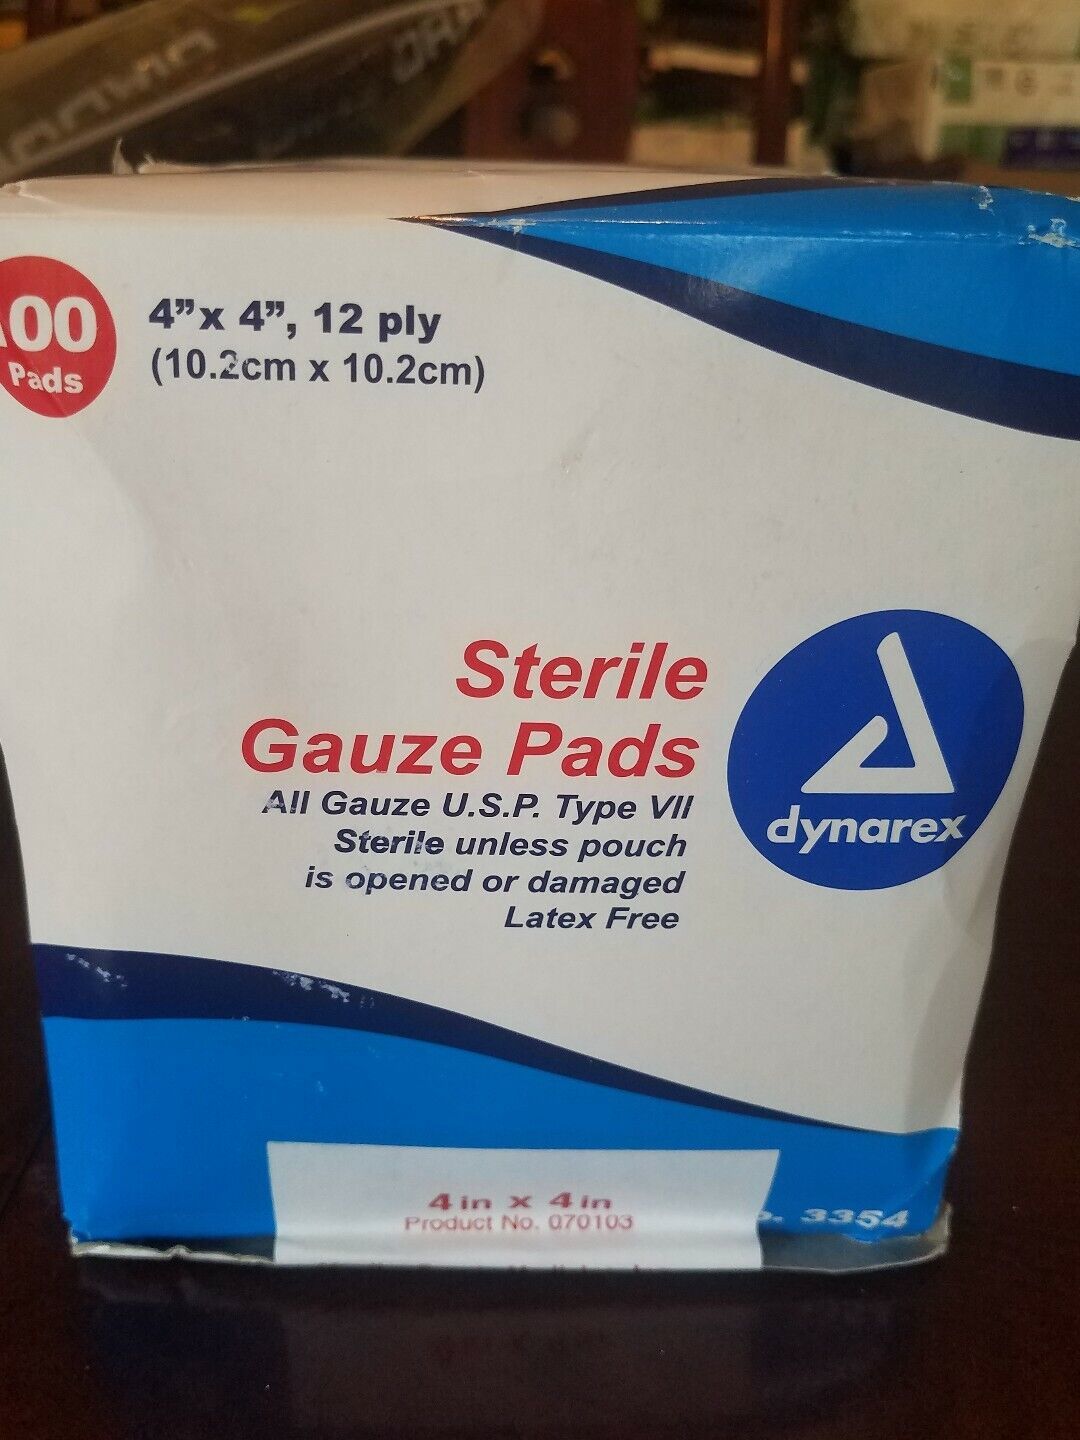 100
Pads
4”x 4”, 12 ply
(10.2cm x 10.2cm)
Sterile
Gauze Pads
All Gauze U.S.P. Type VII
Sterile unless pouch
is opened or damaged
Latex Free
dynarex
4 in x 4 in
Product No. 070103
3354